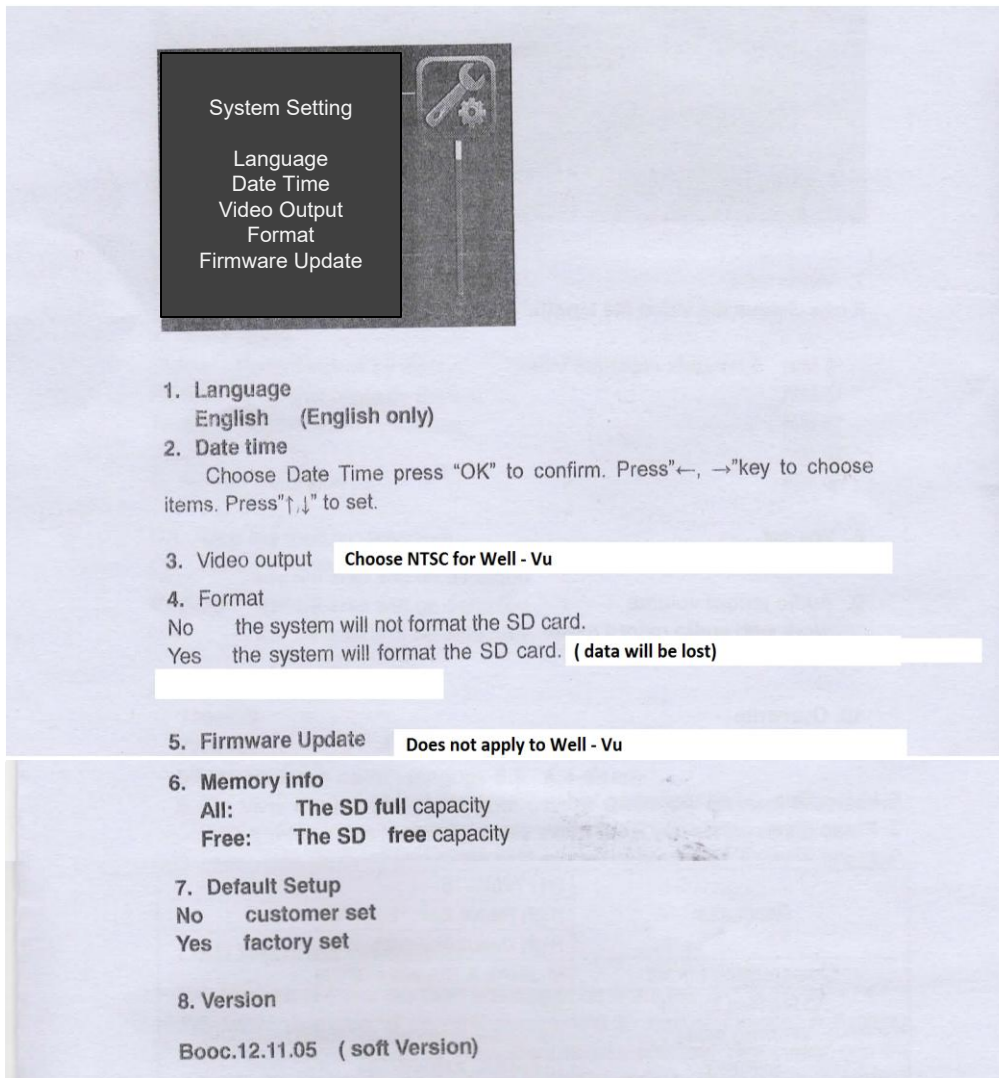 System Setting
Language
Date Time
Video Output
Format
Firmware Update
1. Language
English (English only)
2. Date time
Choose Date Time press “OK” to confirm. Press”←, →”key to choose
items. Press”↑,↓” to set.
3. Video output Choose NTSC for Well - Vu
4. Format
No the system will not format the SD card.
Yes the system will format the SD card. ( data will be lost)
5. Firmware Update Does not apply to Well - Vu
6. Memory info
All: The SD full capacity
Free: The SD free capacity
7. Default Setup
No customer set
Yes factory set
8. Version
Booc.12.11.05 ( soft Version)